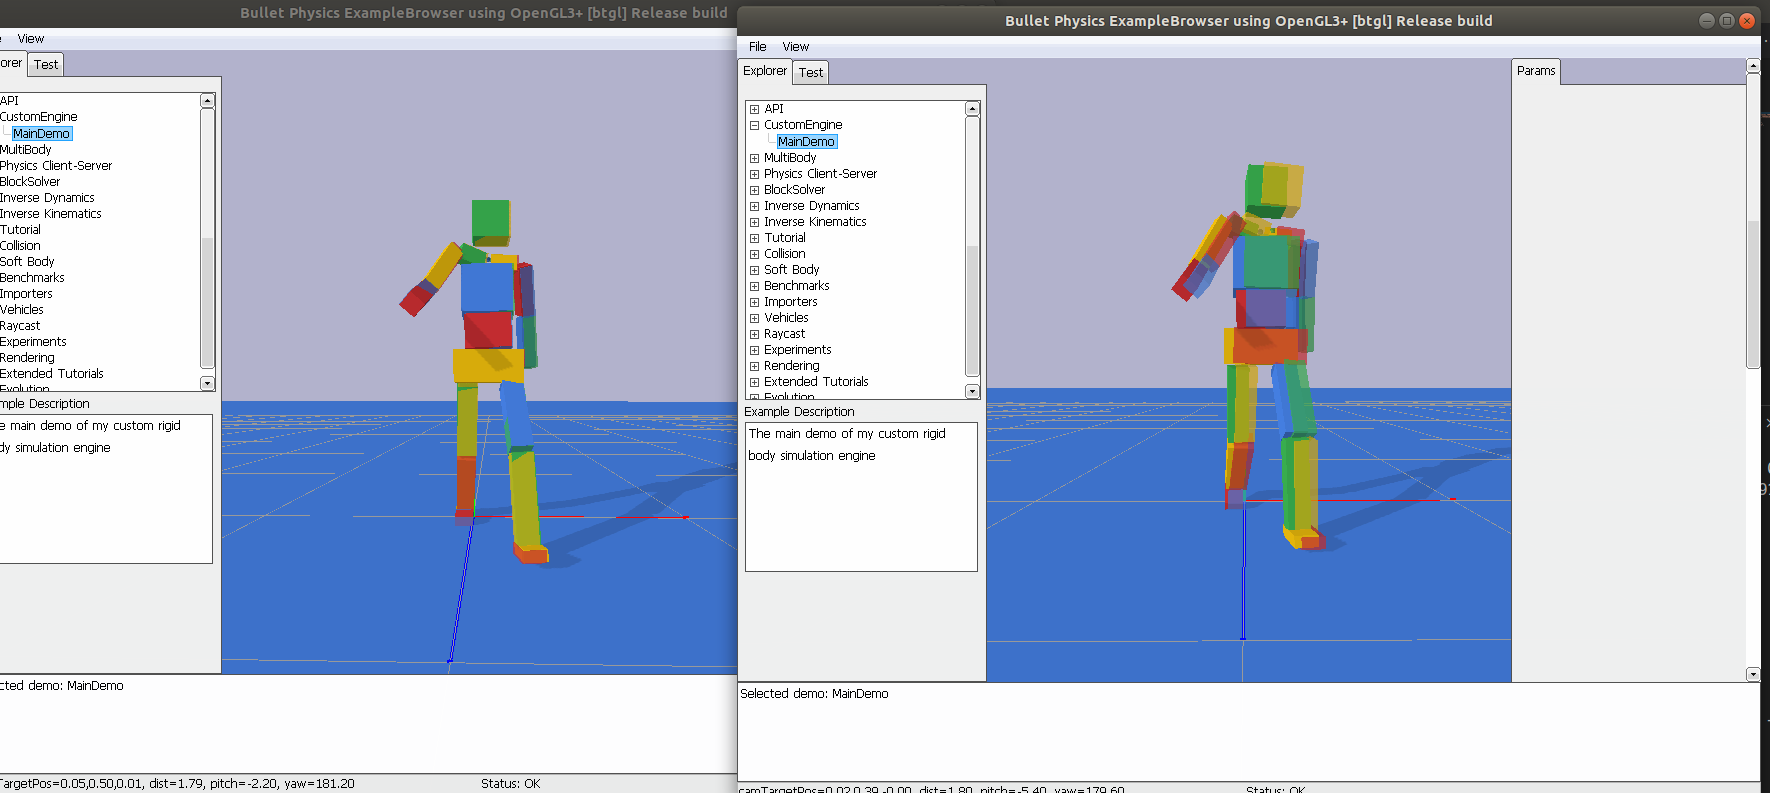 Bullet Physics ExampleBrowser using OpenGL3+ [btgl] Release build
View
orer
Test
API
CustomEngine
MainDemo
MultiBody
Physics Client-Server
BlockSolver
Inverse Dynamics
Inverse Kinematics
Tutorial
Collision
Soft Body
Benchmarks
Importers
Vehicles
Raycast
Experiments
Rendering
Extended Tutorials
Evolution
mple Description
e main demo of my custom rigid
dy simulation engine
cted demo: MainDemo
TargetPos=0.05,0.50,0.01, dist=1.79, pitch=-2.20, yaw=181.20
Status: OK
Bullet Physics ExampleBrowser using OpenGL3+ [btgl] Release build
File View
Explorer Test
API
CustomEngine
MainDemo
MultiBody
Physics Client-Server
BlockSolver
Inverse Dynamics
Inverse Kinematics
Tutorial
Collision
Soft Body
Benchmarks
Importers
Vehicles
Raycast
Experiments
Rendering
Extended Tutorials
Evolution
Example Description
The main demo of my custom rigid
body simulation engine
Params
Selected demo: MainDemo
camTargetPos=0.02,0.39,-0.00, dist=1.80, pitch=-5.40, yaw=179.60
Status: OK